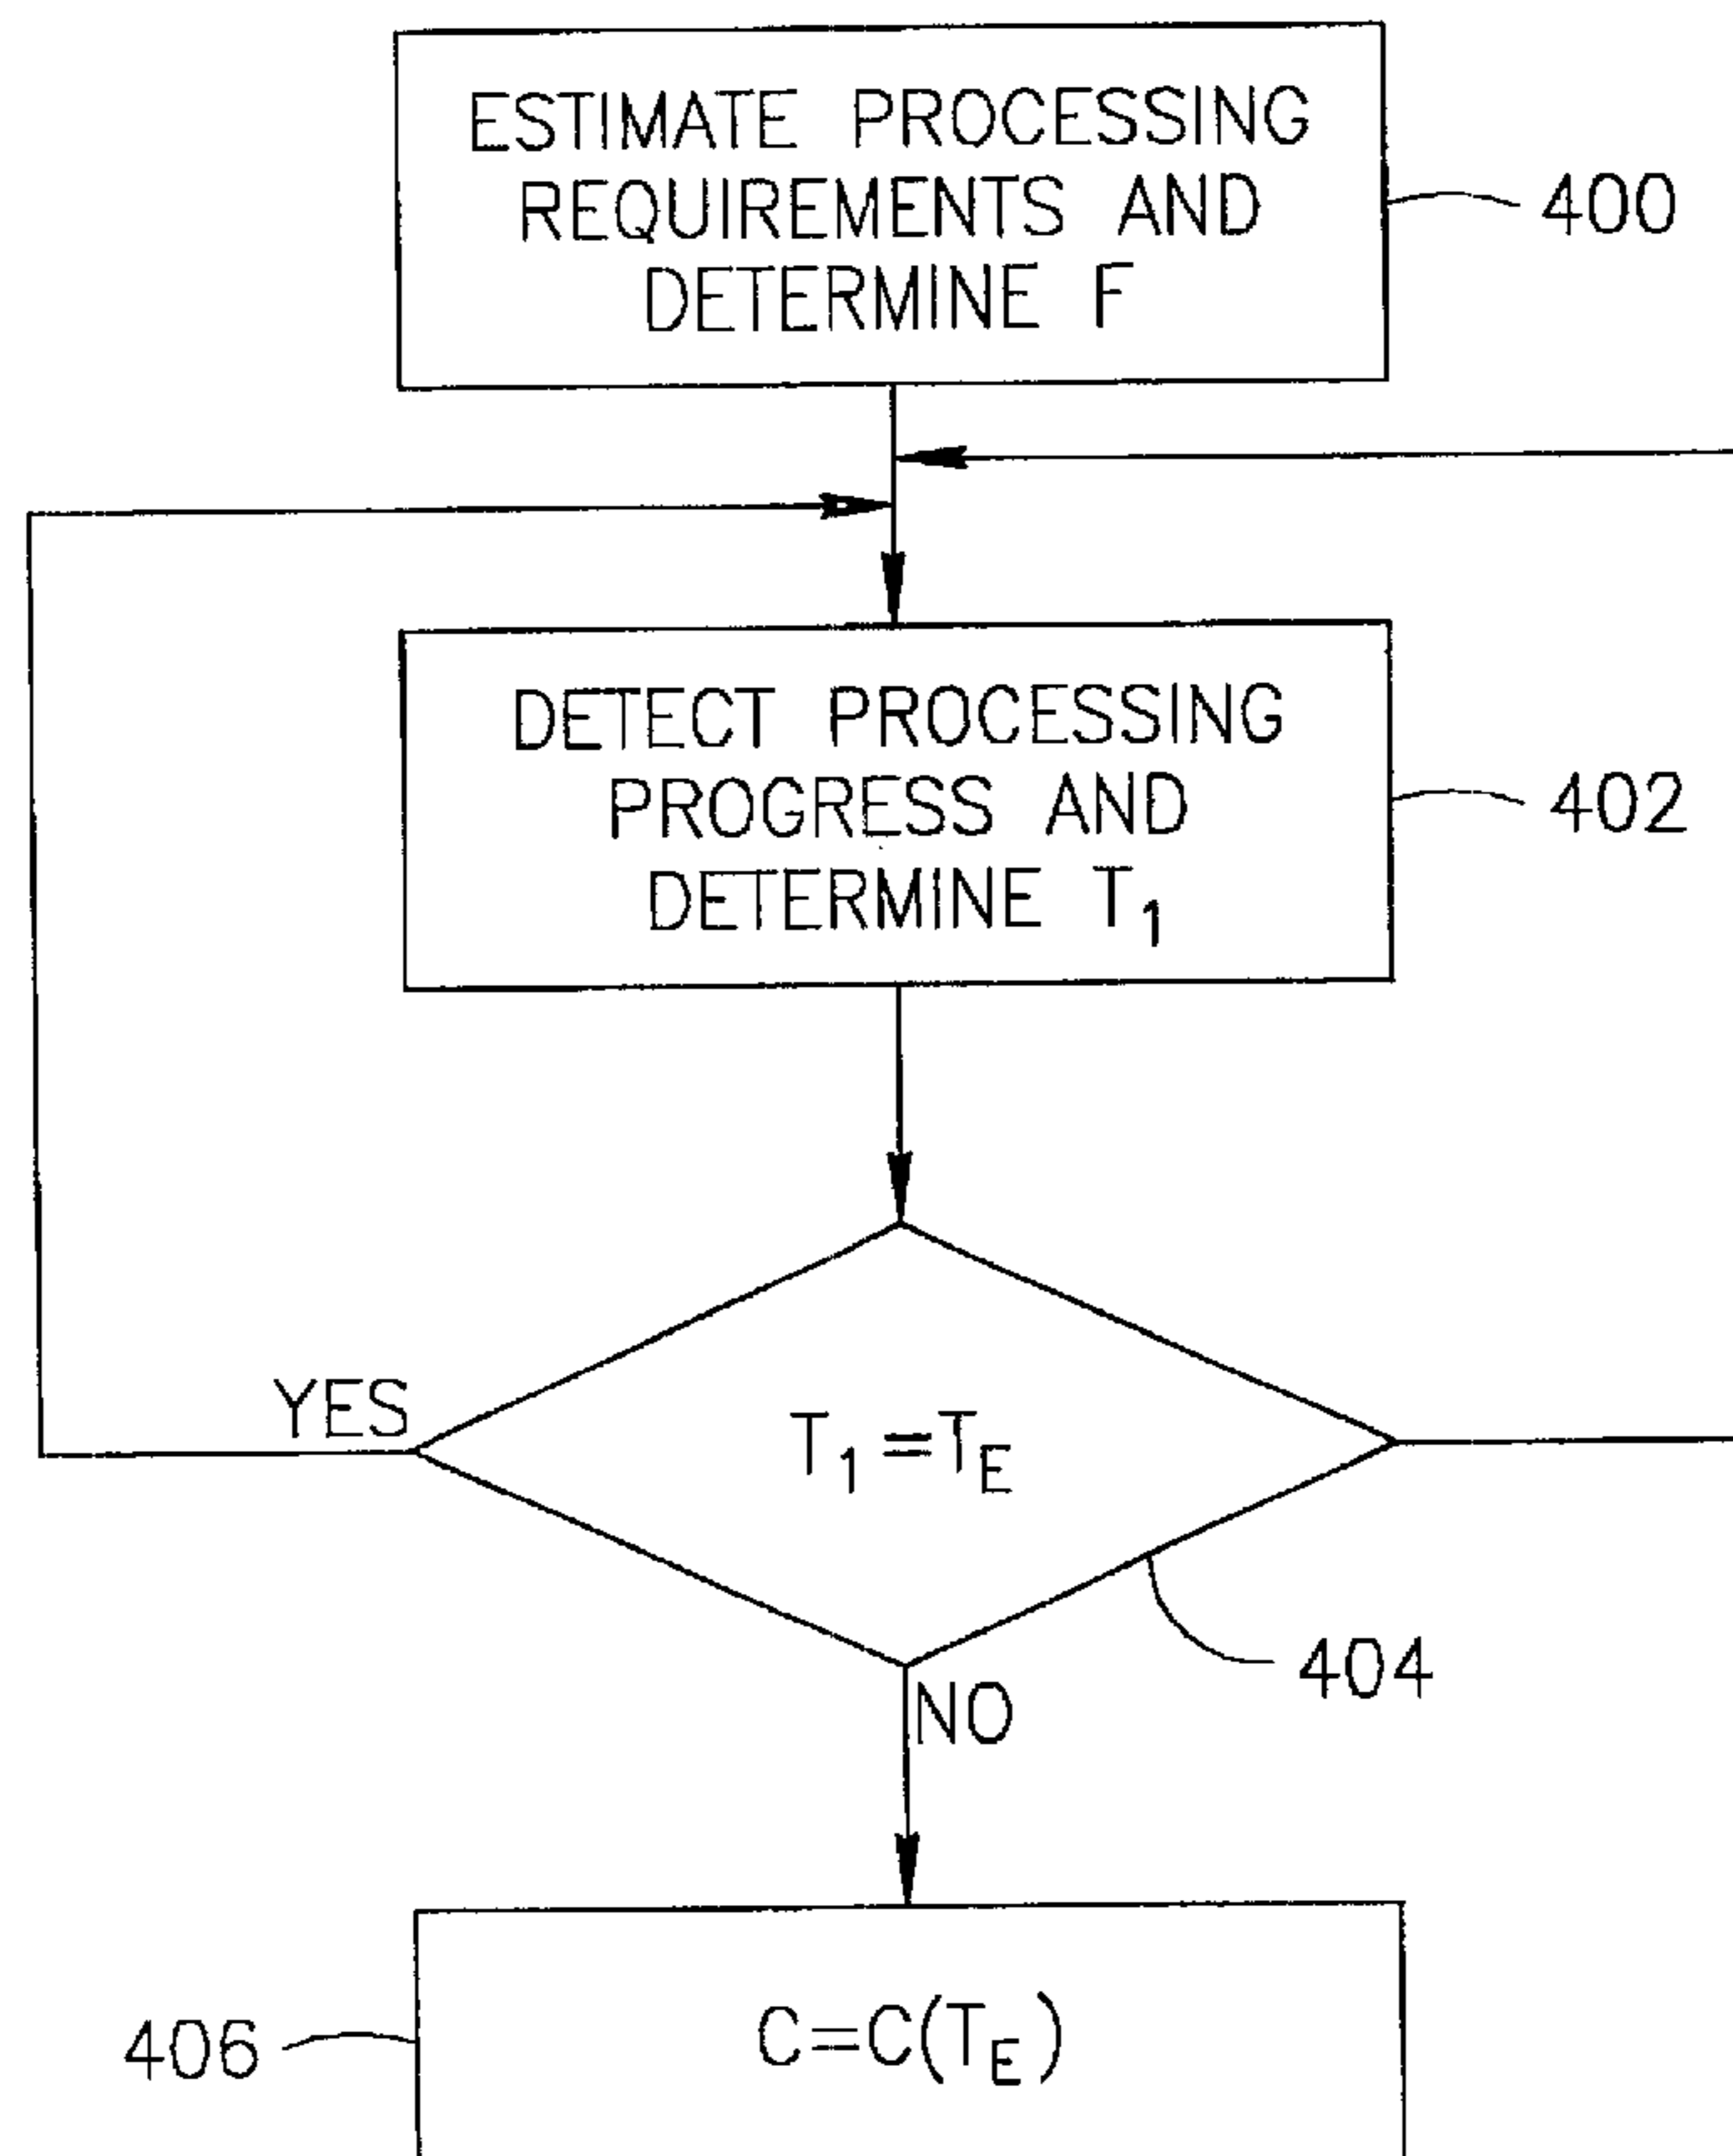 ESTIMATE PROCESSING
REQUIREMENTS AND
DETERMINE F
400
DETECT PROCESSING
PROGRESS AND
DETERMINE T1
402
YES
T1=TE
404
NO
406
C=C(TE)